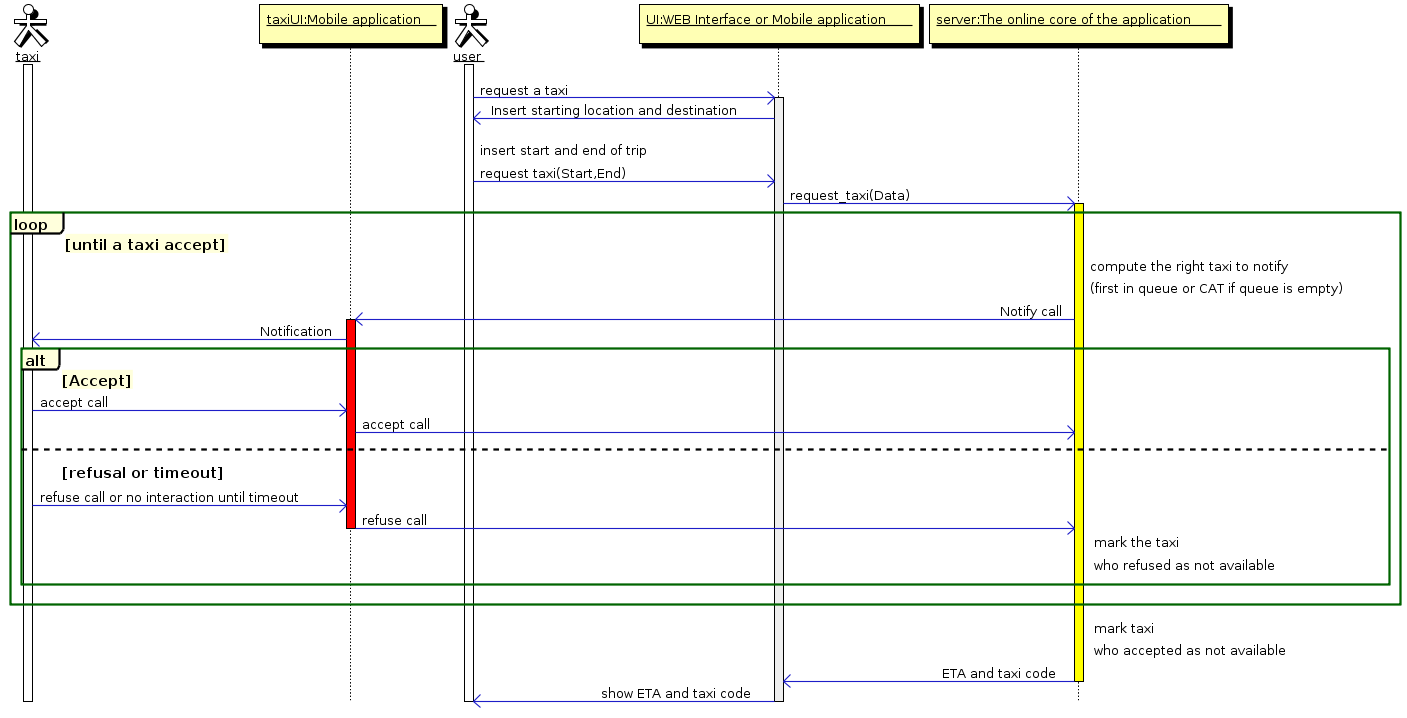 taxiUI:Mobile application
UI:WEB Interface or Mobile application
server:The online core of the application
taxi
user
request a taxi
Insert starting location and destination
insert start and end of trip
request taxi(Start,End)
request_taxi(Data)
loop
[until a taxi accept]
compute the right taxi to notify
(first in queue or CAT if queue is empty)
Notify call
Notification
alt
[Accept]
accept call
accept call
[refusal or timeout]
refuse call or no interaction until timeout
refuse call
mark the taxi
who refused as not available
mark taxi
who accepted as not available
ETA and taxi code
show ETA and taxi code